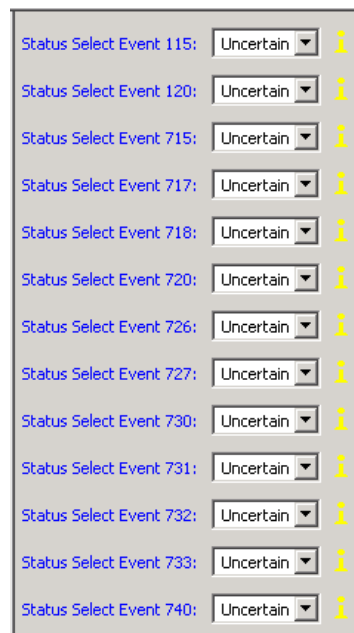 Status Select Event 115: Uncertain i
Status Select Event 120: Uncertain i
Status Select Event 715: Uncertain i
Status Select Event 717: Uncertain i
Status Select Event 718: Uncertain i
Status Select Event 720: Uncertain i
Status Select Event 726: Uncertain i
Status Select Event 727: Uncertain i
Status Select Event 730: Uncertain i
Status Select Event 731: Uncertain i
Status Select Event 732: Uncertain i
Status Select Event 733: Uncertain i
Status Select Event 740: Uncertain i